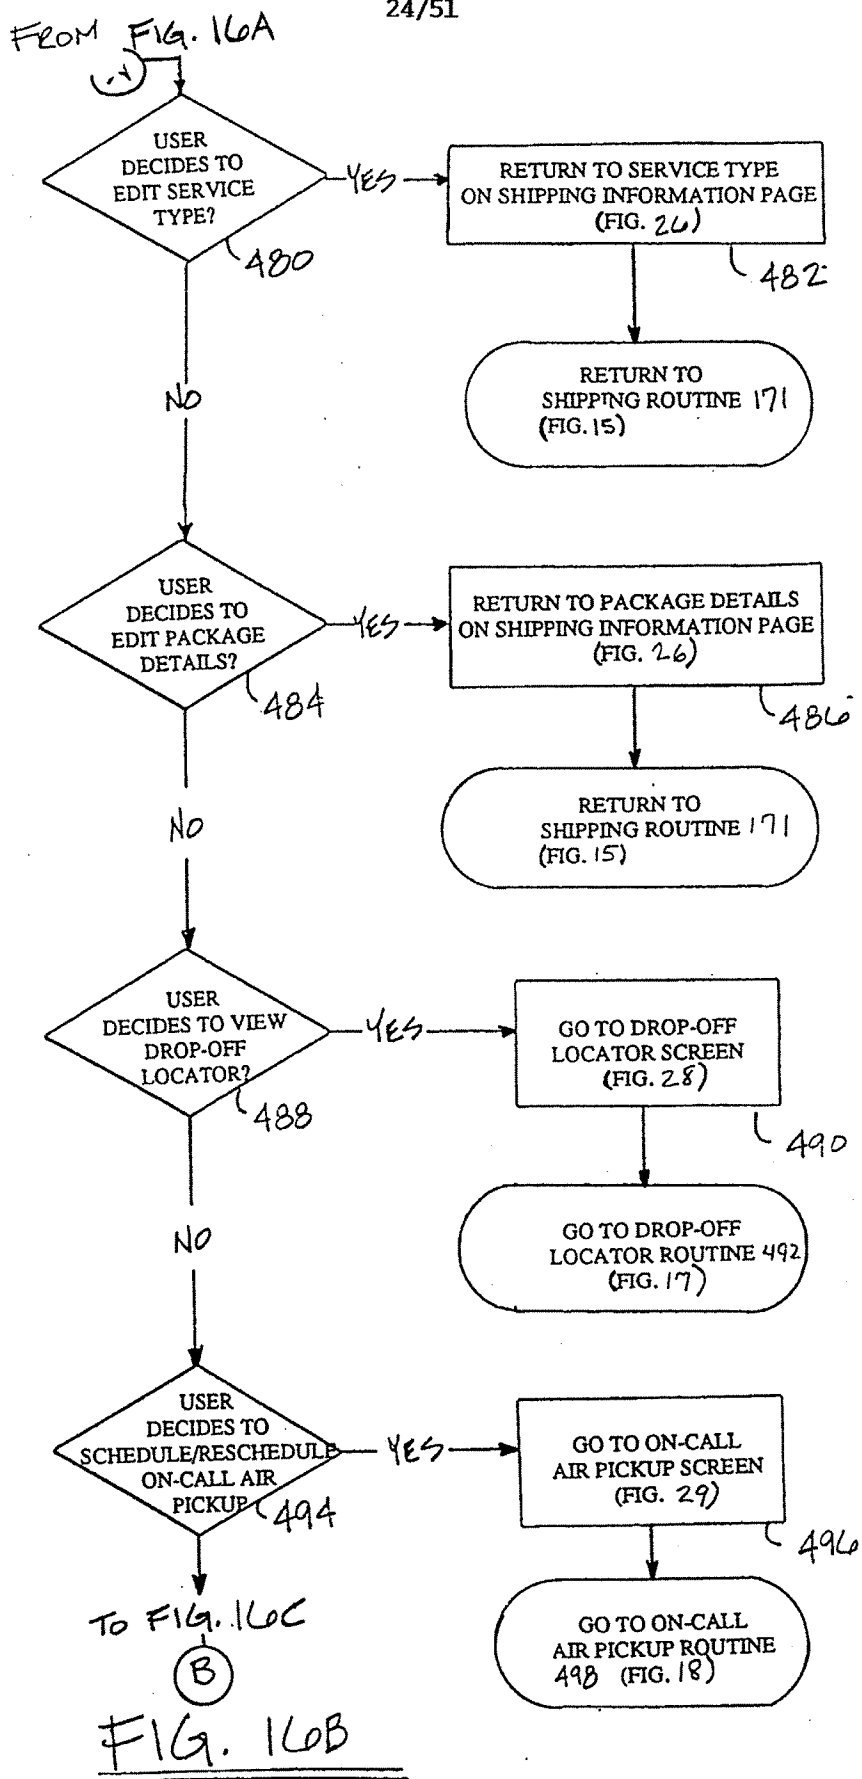 24/51
FROM FIG. 16A
USER
DECIDES TO
EDIT SERVICE
TYPE?
480
YES
RETURN TO SERVICE TYPE
ON SHIPPING INFORMATION PAGE
(FIG. 26)
482
RETURN TO
SHIPPING ROUTINE 171
(FIG. 15)
NO
USER
DECIDES TO
EDIT PACKAGE
DETAILS?
484
YES
RETURN TO PACKAGE DETAILS
ON SHIPPING INFORMATION PAGE
(FIG. 26)
486
RETURN TO
SHIPPING ROUTINE 171
(FIG. 15)
NO
USER
DECIDES TO VIEW
DROP-OFF
LOCATOR?
488
YES
GO TO DROP-OFF
LOCATOR SCREEN
(FIG. 28)
490
GO TO DROP-OFF
LOCATOR ROUTINE 492
(FIG. 17)
NO
USER
DECIDES TO
SCHEDULE/RESCHEDULE
ON-CALL AIR
PICKUP
494
YES
GO TO ON-CALL
AIR PICKUP SCREEN
(FIG. 29)
496
GO TO ON-CALL
AIR PICKUP ROUTINE
498 (FIG. 18)
TO FIG. 16C
B
FIG. 16B